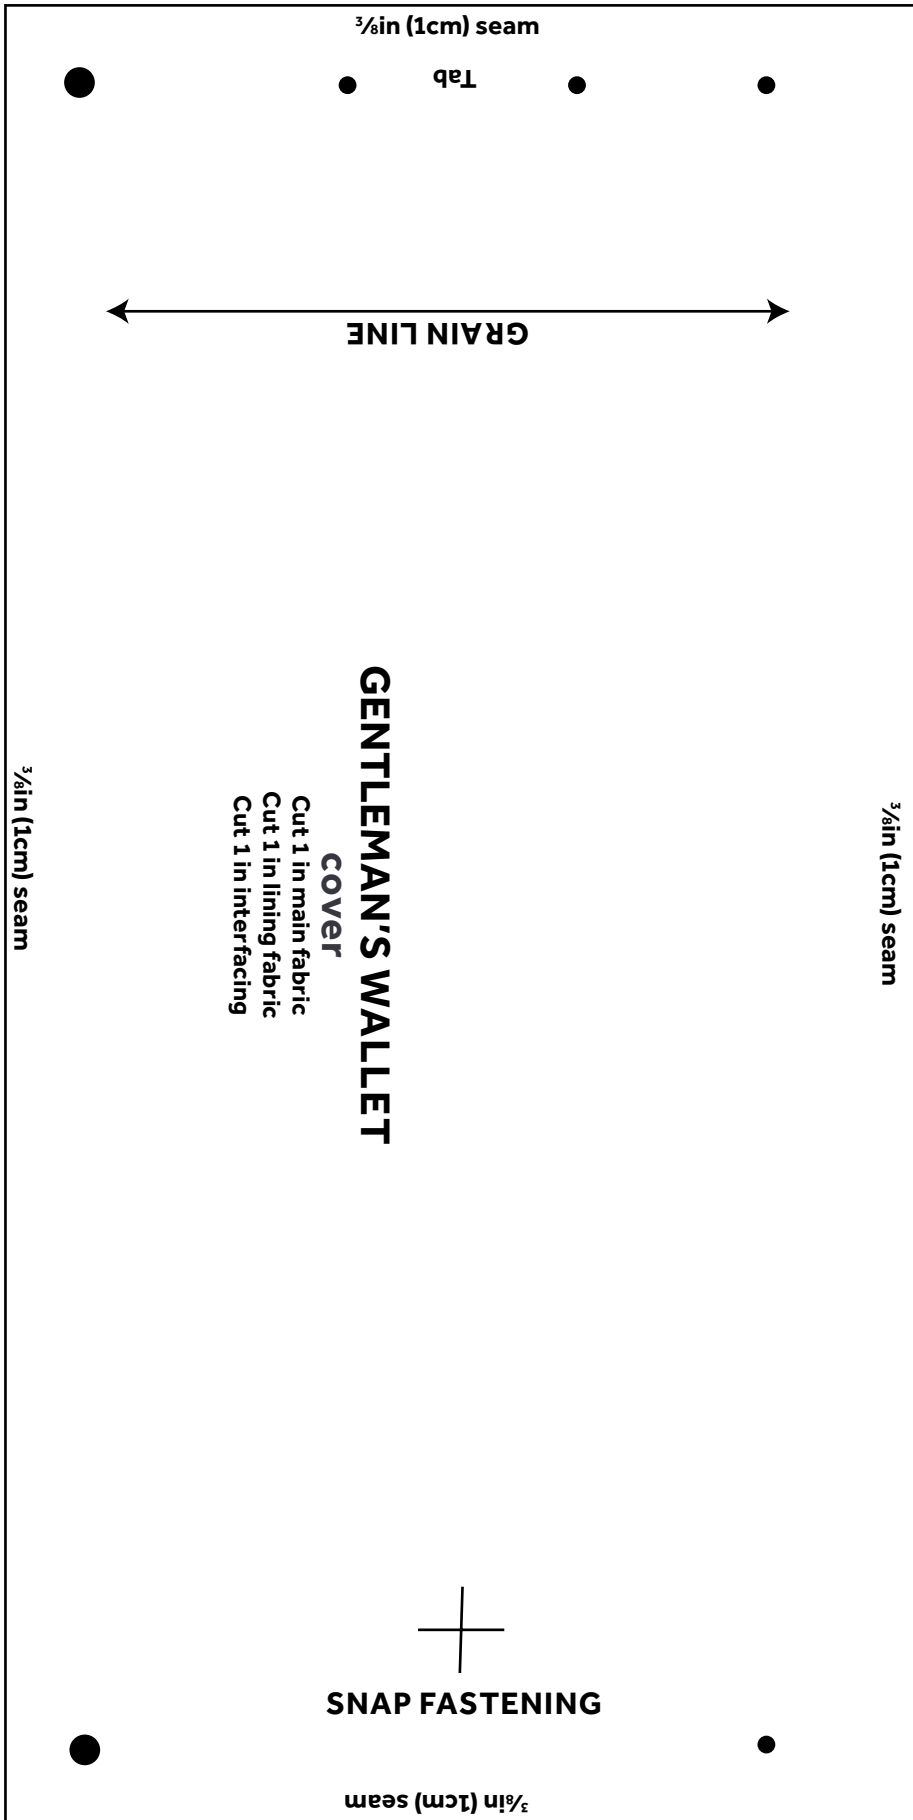 ⅜in (1cm) seam
Tab
GRAIN LINE
GENTLEMAN'S WALLET
cover
Cut 1 in main fabric
Cut 1 in lining fabric
Cut 1 in interfacing
⅜in (1cm) seam
⅜in (1cm) seam
SNAP FASTENING
⅜in (1cm) seam